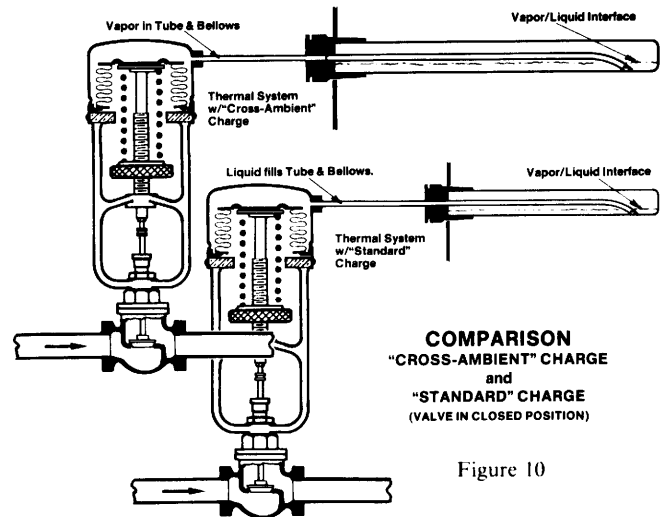 Vapor in Tube & Bellows
Vapor/Liquid Interface
Thermal System
w/"Cross-Ambient"
Charge
Liquid fills Tube & Bellows.
Vapor/Liquid Interface
Thermal System
w/"Standard"
Charge
COMPARISON
"CROSS-AMBIENT" CHARGE
and
"STANDARD" CHARGE
(VALVE IN CLOSED POSITION)
Figure 10